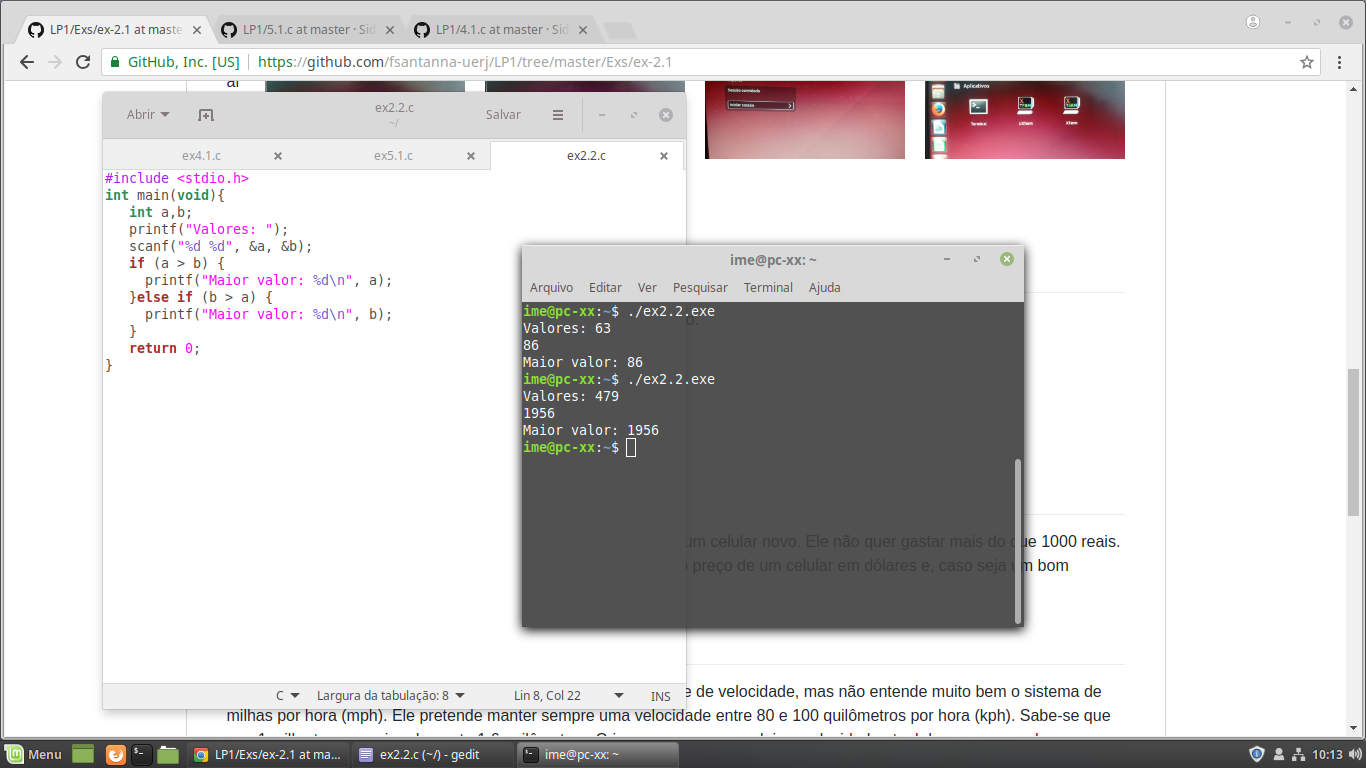 LP1/Exs/ex-2.1 at maste
LP1/5.1.c at master · Sid
LP1/4.1.c at master · Sid
GitHub, Inc. [US]
https://github.com/fsantanna-uerj/LP1/tree/master/Exs/ex-2.1
Sessão convidado
Iniciar sessão
Aplicativos
Terminal
UXTerm
XTerm
Abrir
ex2.2.c
~/
Salvar
ex4.1.c
ex5.1.c
ex2.2.c
#include <stdio.h>
int main(void){
int a,b;
printf("Valores: ");
scanf("%d %d", &a, &b);
if (a > b) {
printf("Maior valor: %d\n", a);
}else if (b > a) {
printf("Maior valor: %d\n", b);
}
return 0;
}
C
Largura da tabulação: 8
Lin 8, Col 22
INS
ime@pc-xx: ~
Arquivo Editar Ver Pesquisar Terminal Ajuda
ime@pc-xx:~$ ./ex2.2.exe
Valores: 63
86
Maior valor: 86
ime@pc-xx:~$ ./ex2.2.exe
Valores: 479
1956
Maior valor: 1956
ime@pc-xx:~$
um celular novo. Ele não quer gastar mais do que 1000 reais.
preço de um celular em dólares e, caso seja um bom
e de velocidade, mas não entende muito bem o sistema de
milhas por hora (mph). Ele pretende manter sempre uma velocidade entre 80 e 100 quilômetros por hora (kph). Sabe-se que
Menu
LP1/Exs/ex-2.1 at ma...
ex2.2.c (~/) - gedit
ime@pc-xx: ~
10:13